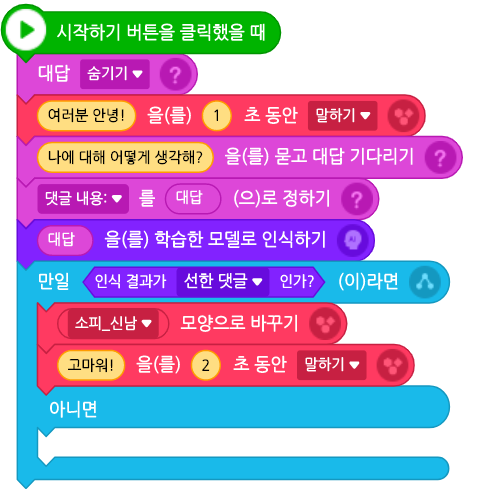 시작하기 버튼을 클릭했을 때
대답 숨기기
여러분 안녕! 을(를) 1 초 동안 말하기
나에 대해 어떻게 생각해? 을(를) 묻고 대답 기다리기
댓글 내용: 를 대답 (으)로 정하기
대답 을(를) 학습한 모델로 인식하기
만일 인식 결과가 선한 댓글 인가? (이)라면
소피_신남 모양으로 바꾸기
고마워! 을(를) 2 초 동안 말하기
아니면